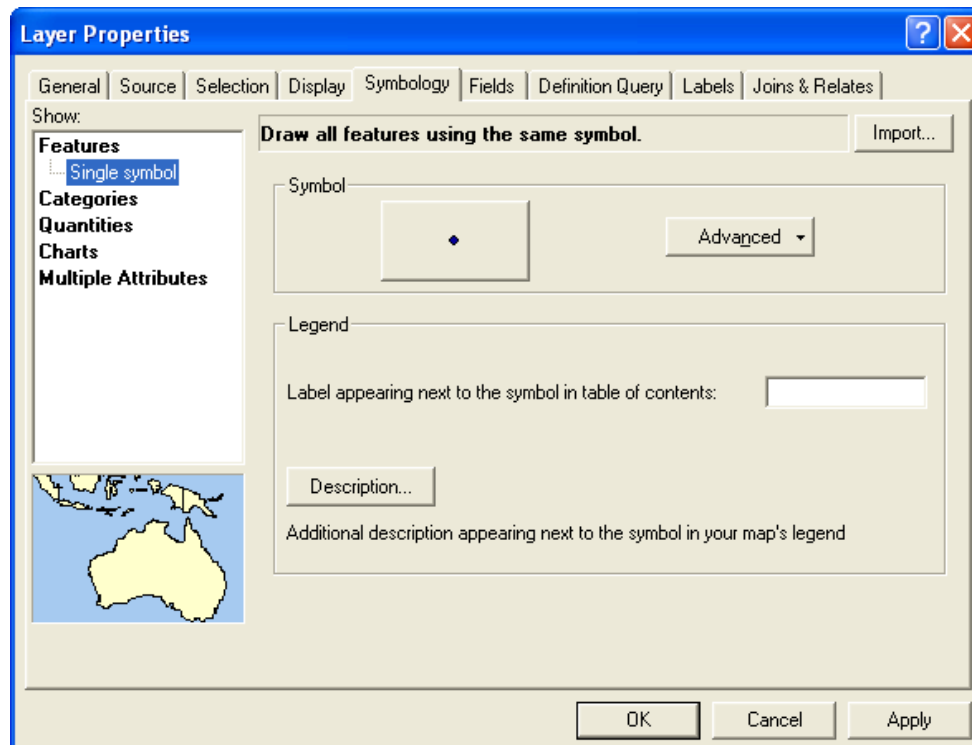 Layer Properties
General Source Selection Display Symbology Fields Definition Query Labels Joins & Relates
Show:
Features
Single symbol
Categories
Quantities
Charts
Multiple Attributes
Draw all features using the same symbol.
Import...
Symbol
Advanced
Legend
Label appearing next to the symbol in table of contents:
Description...
Additional description appearing next to the symbol in your map's legend
OK Cancel Apply